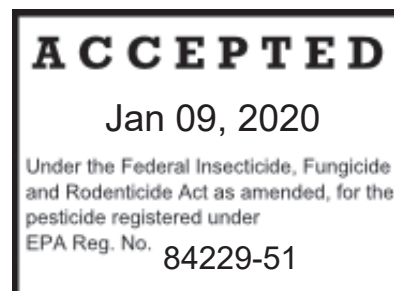 ACCEPTED
Jan 09, 2020
Under the Federal Insecticide, Fungicide
and Rodenticide Act as amended, for the
pesticide registered under
EPA Reg. No. 84229-51